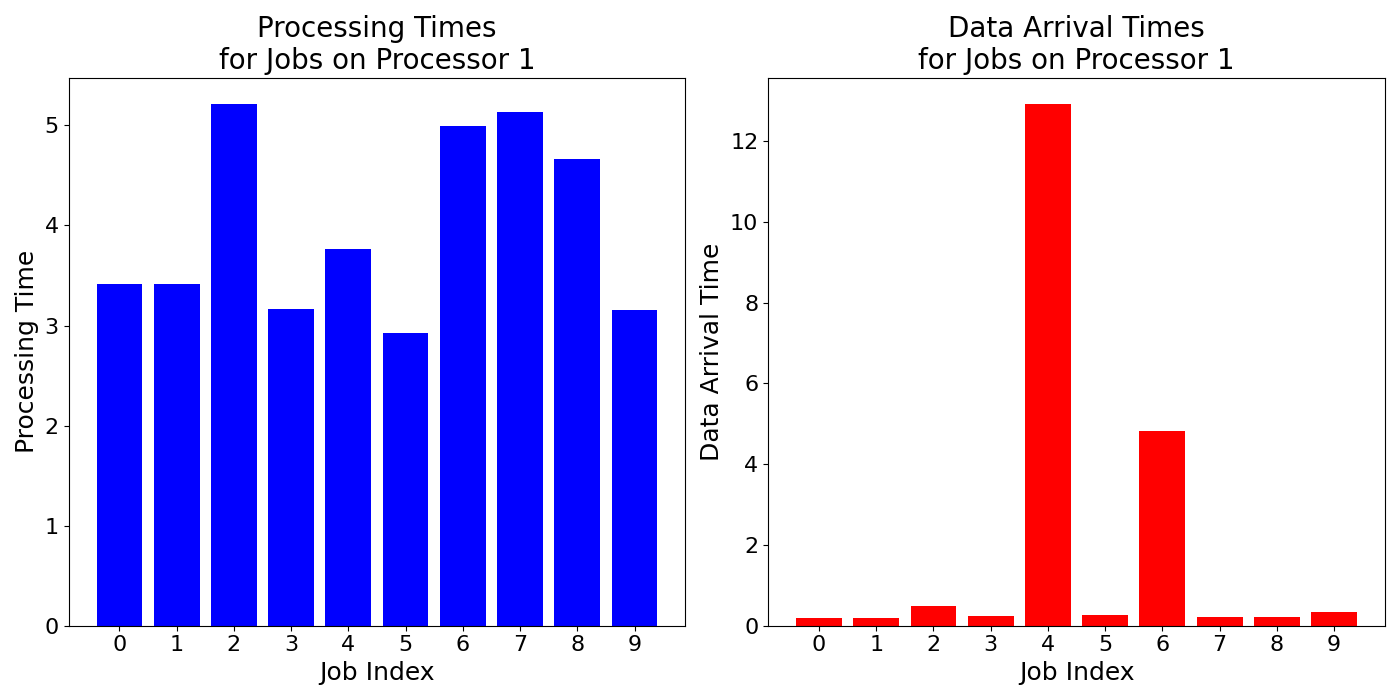 Processing Times
for Jobs on Processor 1
Processing Time
5
4
3
2
1
0
0 1 2 3 4 5 6 7 8 9
Job Index
Data Arrival Times
for Jobs on Processor 1
Data Arrival Time
12
10
8
6
4
2
0
0 1 2 3 4 5 6 7 8 9
Job Index